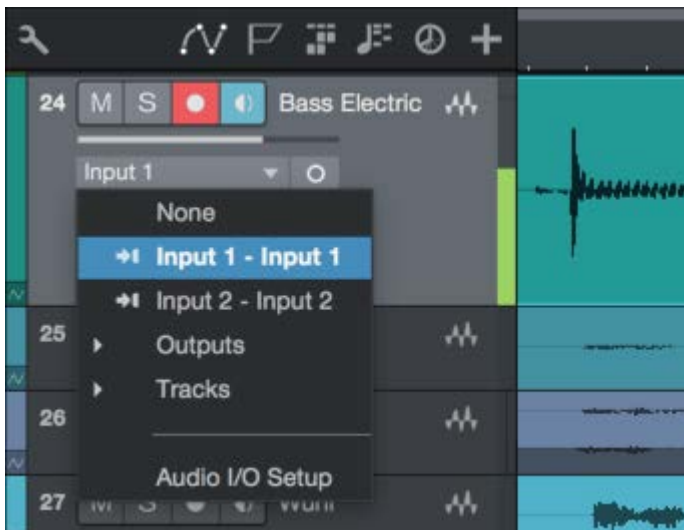 24 M S Bass Electric
Input 1
None
Input 1 - Input 1
Input 2 - Input 2
25 Outputs
Tracks
26
Audio I/O Setup
27 M S